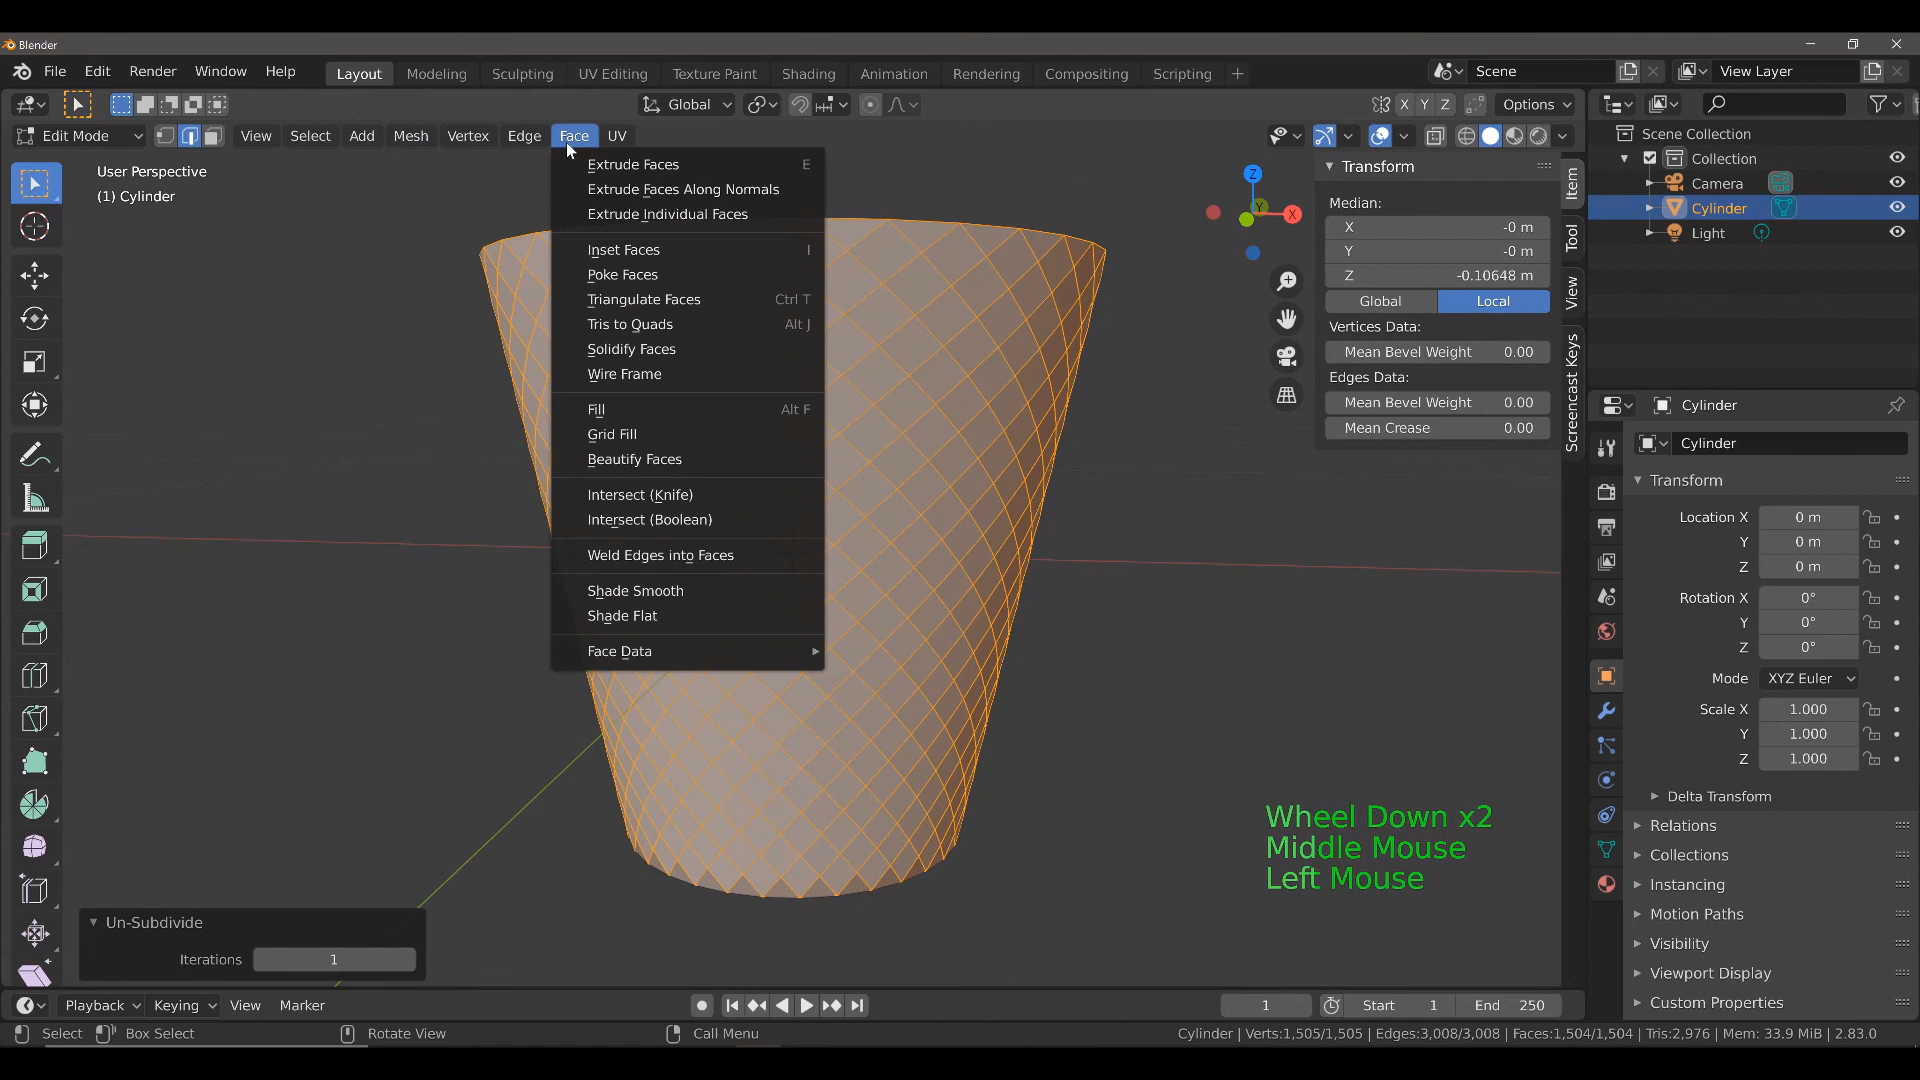 Blender
File Edit Render Window Help Layout Modeling Sculpting UV Editing Texture Paint Shading Animation Rendering Compositing Scripting + Scene View Layer
Global X Y Z Options
Edit Mode View Select Add Mesh Vertex Edge Face UV
User Perspective
(1) Cylinder
Extrude Faces E
Extrude Faces Along Normals
Extrude Individual Faces
Inset Faces I
Poke Faces
Triangulate Faces Ctrl T
Tris to Quads Alt J
Solidify Faces
Wire Frame
Fill Alt F
Grid Fill
Beautify Faces
Intersect (Knife)
Intersect (Boolean)
Weld Edges into Faces
Shade Smooth
Shade Flat
Face Data
Z
Y
X
Transform
Median:
X -0 m
Y -0 m
Z -0.10648 m
Global Local
Vertices Data:
Mean Bevel Weight 0.00
Edges Data:
Mean Bevel Weight 0.00
Mean Crease 0.00
Item
Tool
View
Screencast Keys
Scene Collection
Collection
Camera
Cylinder
Light
Cylinder
Cylinder
Transform
Location X 0 m
Y 0 m
Z 0 m
Rotation X 0°
Y 0°
Z 0°
Mode XYZ Euler
Scale X 1.000
Y 1.000
Z 1.000
Delta Transform
Relations
Collections
Instancing
Motion Paths
Visibility
Viewport Display
Custom Properties
Wheel Down x2
Middle Mouse
Left Mouse
Un-Subdivide
Iterations 1
Playback Keying View Marker 1 Start 1 End 250
Select Box Select Rotate View Call Menu Cylinder | Verts:1,505/1,505 | Edges:3,008/3,008 | Faces:1,504/1,504 | Tris:2,976 | Mem: 33.9 MiB | 2.83.0